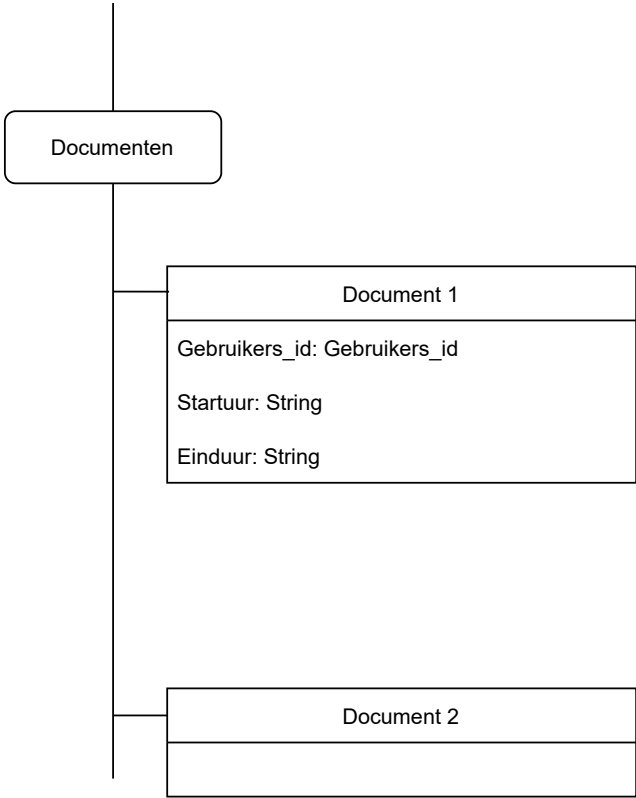 Documenten
Document 1
Gebruikers_id: Gebruikers_id
Startuur: String
Einduur: String
Document 2